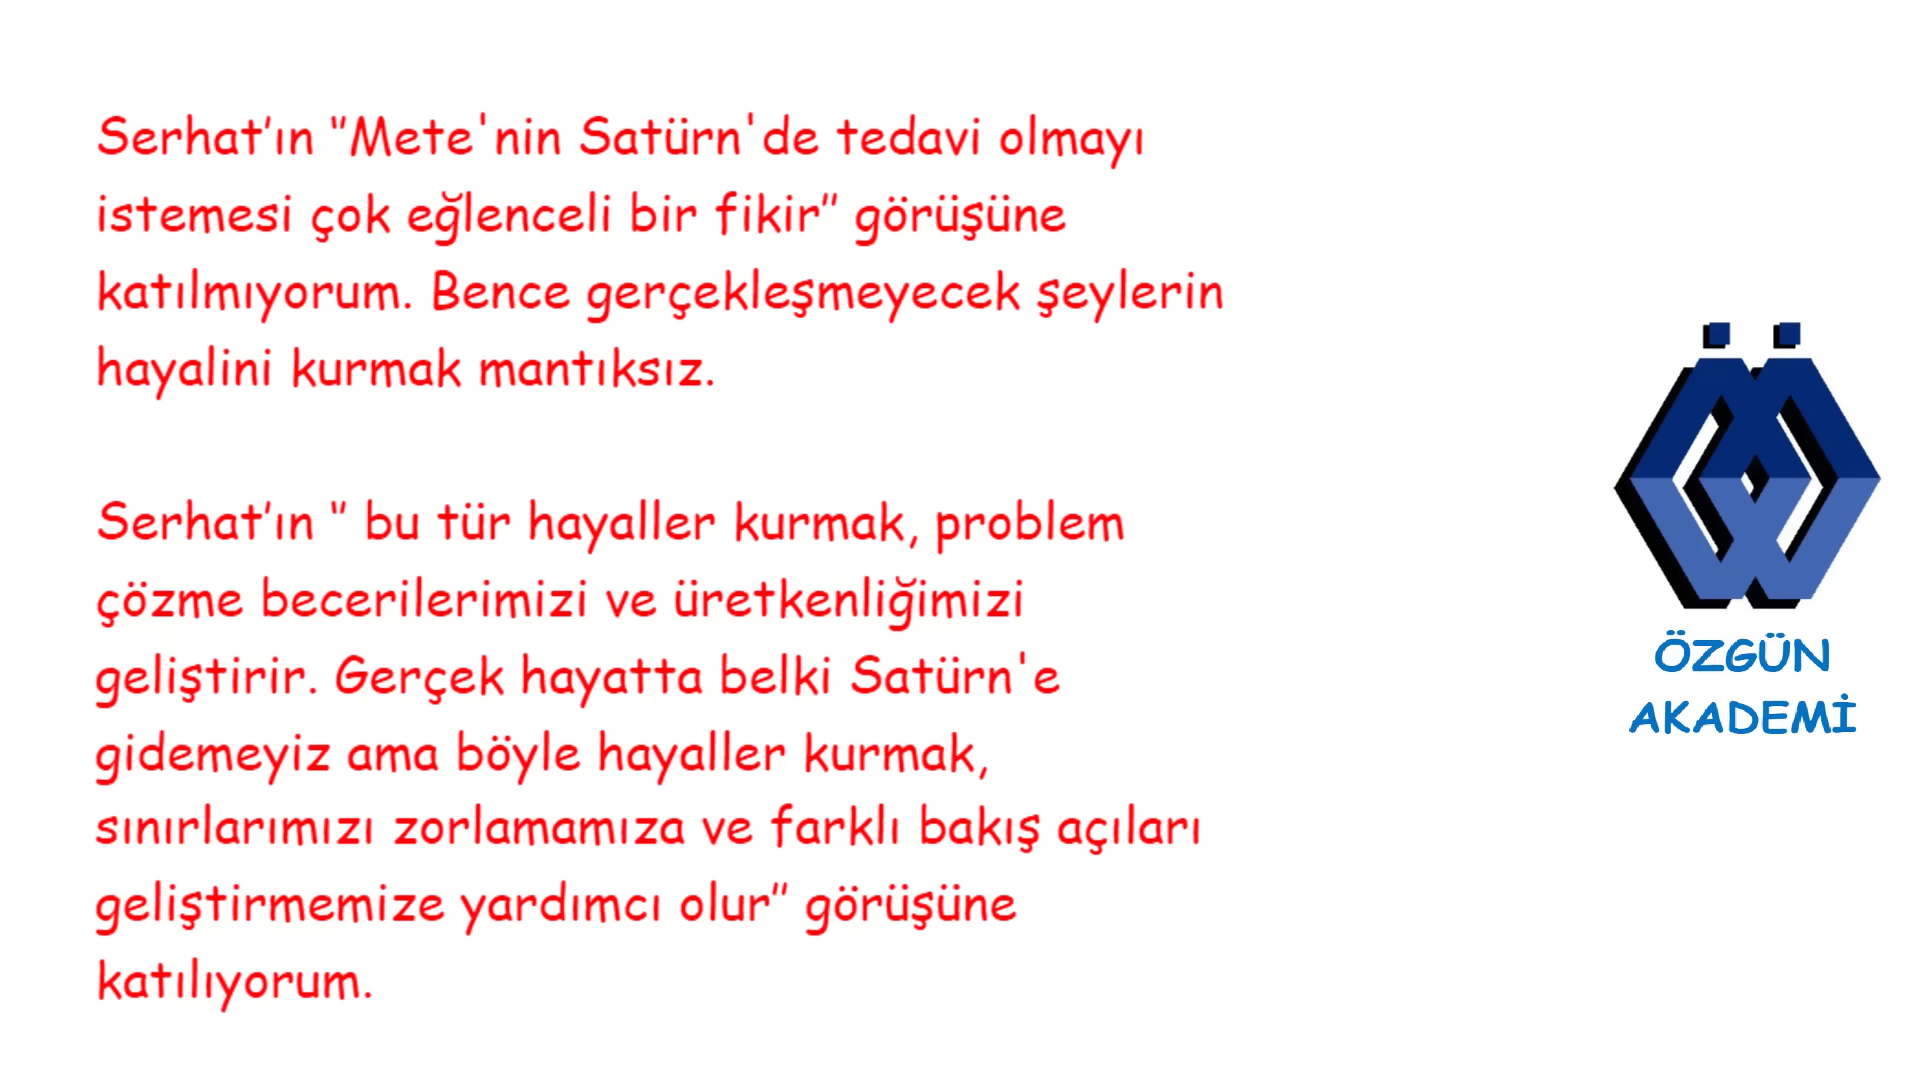 Serhat’ın “Mete'nin Satürn'de tedavi olmayı
istemesi çok eğlenceli bir fikir” görüşüne
katılmıyorum. Bence gerçekleşmeyecek şeylerin
hayalini kurmak mantıksız.
Serhat’ın “ bu tür hayaller kurmak, problem
çözme becerilerimizi ve üretkenliğimizi
geliştirir. Gerçek hayatta belki Satürn'e
gidemeyiz ama böyle hayaller kurmak,
sınırlarımızı zorlamamıza ve farklı bakış açıları
geliştirmemize yardımcı olur” görüşüne
katılıyorum.
ÖZGÜN
AKADEMİ